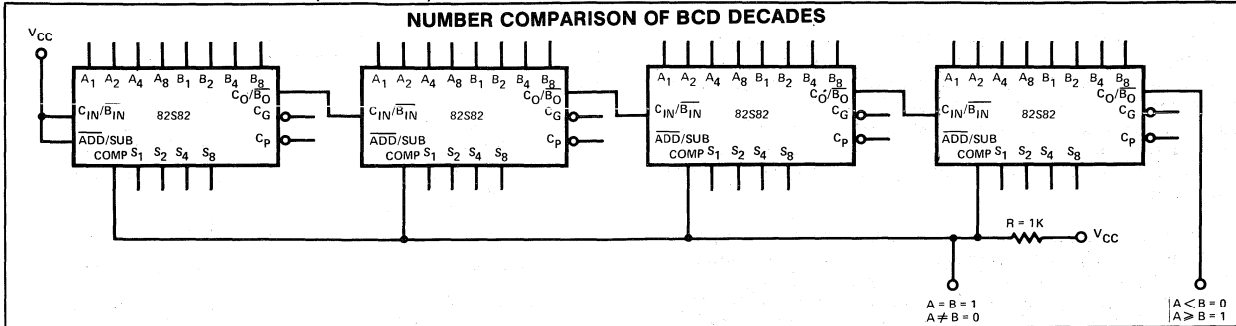 NUMBER COMPARISON OF BCD DECADES
VCC
A1 A2 A4 A8 B1 B2 B4 B8
CO/BO
CIN/BIN 82S82 CG
ADD/SUB CP
COMP S1 S2 S4 S8
A1 A2 A4 A8 B1 B2 B4 B8
CO/BO
CIN/BIN 82S82 CG
ADD/SUB CP
COMP S1 S2 S4 S8
A1 A2 A4 A8 B1 B2 B4 B8
CO/BO
CIN/BIN 82S82 CG
ADD/SUB CP
COMP S1 S2 S4 S8
A1 A2 A4 A8 B1 B2 B4 B8
CO/BO
CIN/BIN 82S82 CG
ADD/SUB CP
COMP S1 S2 S4 S8
R = 1K
VCC
A = B = 1
A ≠ B = 0
A < B = 0
A ⩾ B = 1